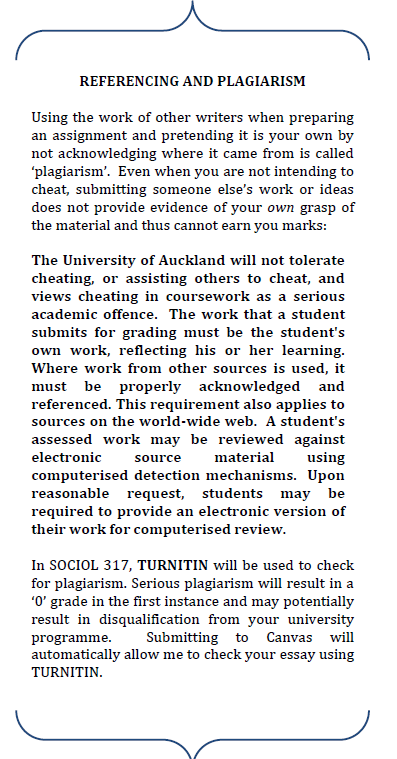 REFERENCING AND PLAGIARISM
Using the work of other writers when preparing
an assignment and pretending it is your own by
not acknowledging where it came from is called
‘plagiarism’.  Even when you are not intending to
cheat, submitting someone else’s work or ideas
does not provide evidence of your own grasp of
the material and thus cannot earn you marks:
The University of Auckland will not tolerate
cheating, or assisting others to cheat, and
views cheating in coursework as a serious
academic offence.  The work that a student
submits for grading must be the student's
own work, reflecting his or her learning.
Where work from other sources is used, it
must be properly acknowledged and
referenced. This requirement also applies to
sources on the world-wide web.  A student's
assessed work may be reviewed against
electronic source material using
computerised detection mechanisms.  Upon
reasonable request, students may be
required to provide an electronic version of
their work for computerised review.
In SOCIOL 317, TURNITIN will be used to check
for plagiarism. Serious plagiarism will result in a
‘0’ grade in the first instance and may potentially
result in disqualification from your university
programme.  Submitting to Canvas will
automatically allow me to check your essay using
TURNITIN.